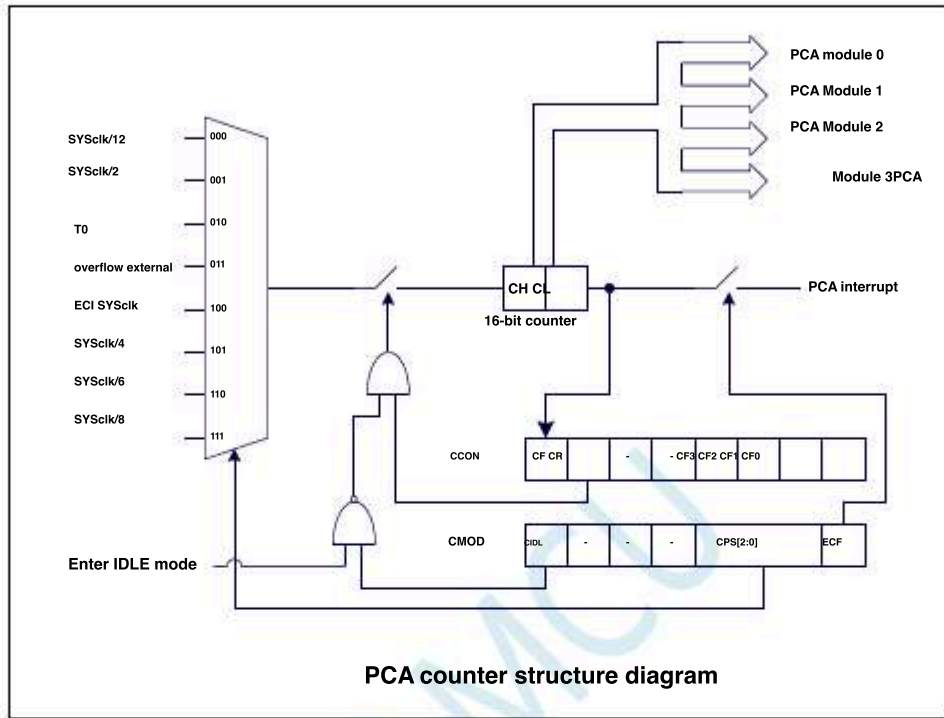 PCA module 0
PCA Module 1
PCA Module 2
Module 3PCA
SYSclk/12
000
SYSclk/2
001
T0
010
overflow external
011
ECI SYSclk
100
SYSclk/4
101
SYSclk/6
110
SYSclk/8
111
CH CL
16-bit counter
PCA interrupt
CCON
CF CR
-
- CF3 CF2 CF1 CF0
CMOD
CIDL
-
-
-
CPS[2:0]
ECF
Enter IDLE mode
MCU
PCA counter structure diagram